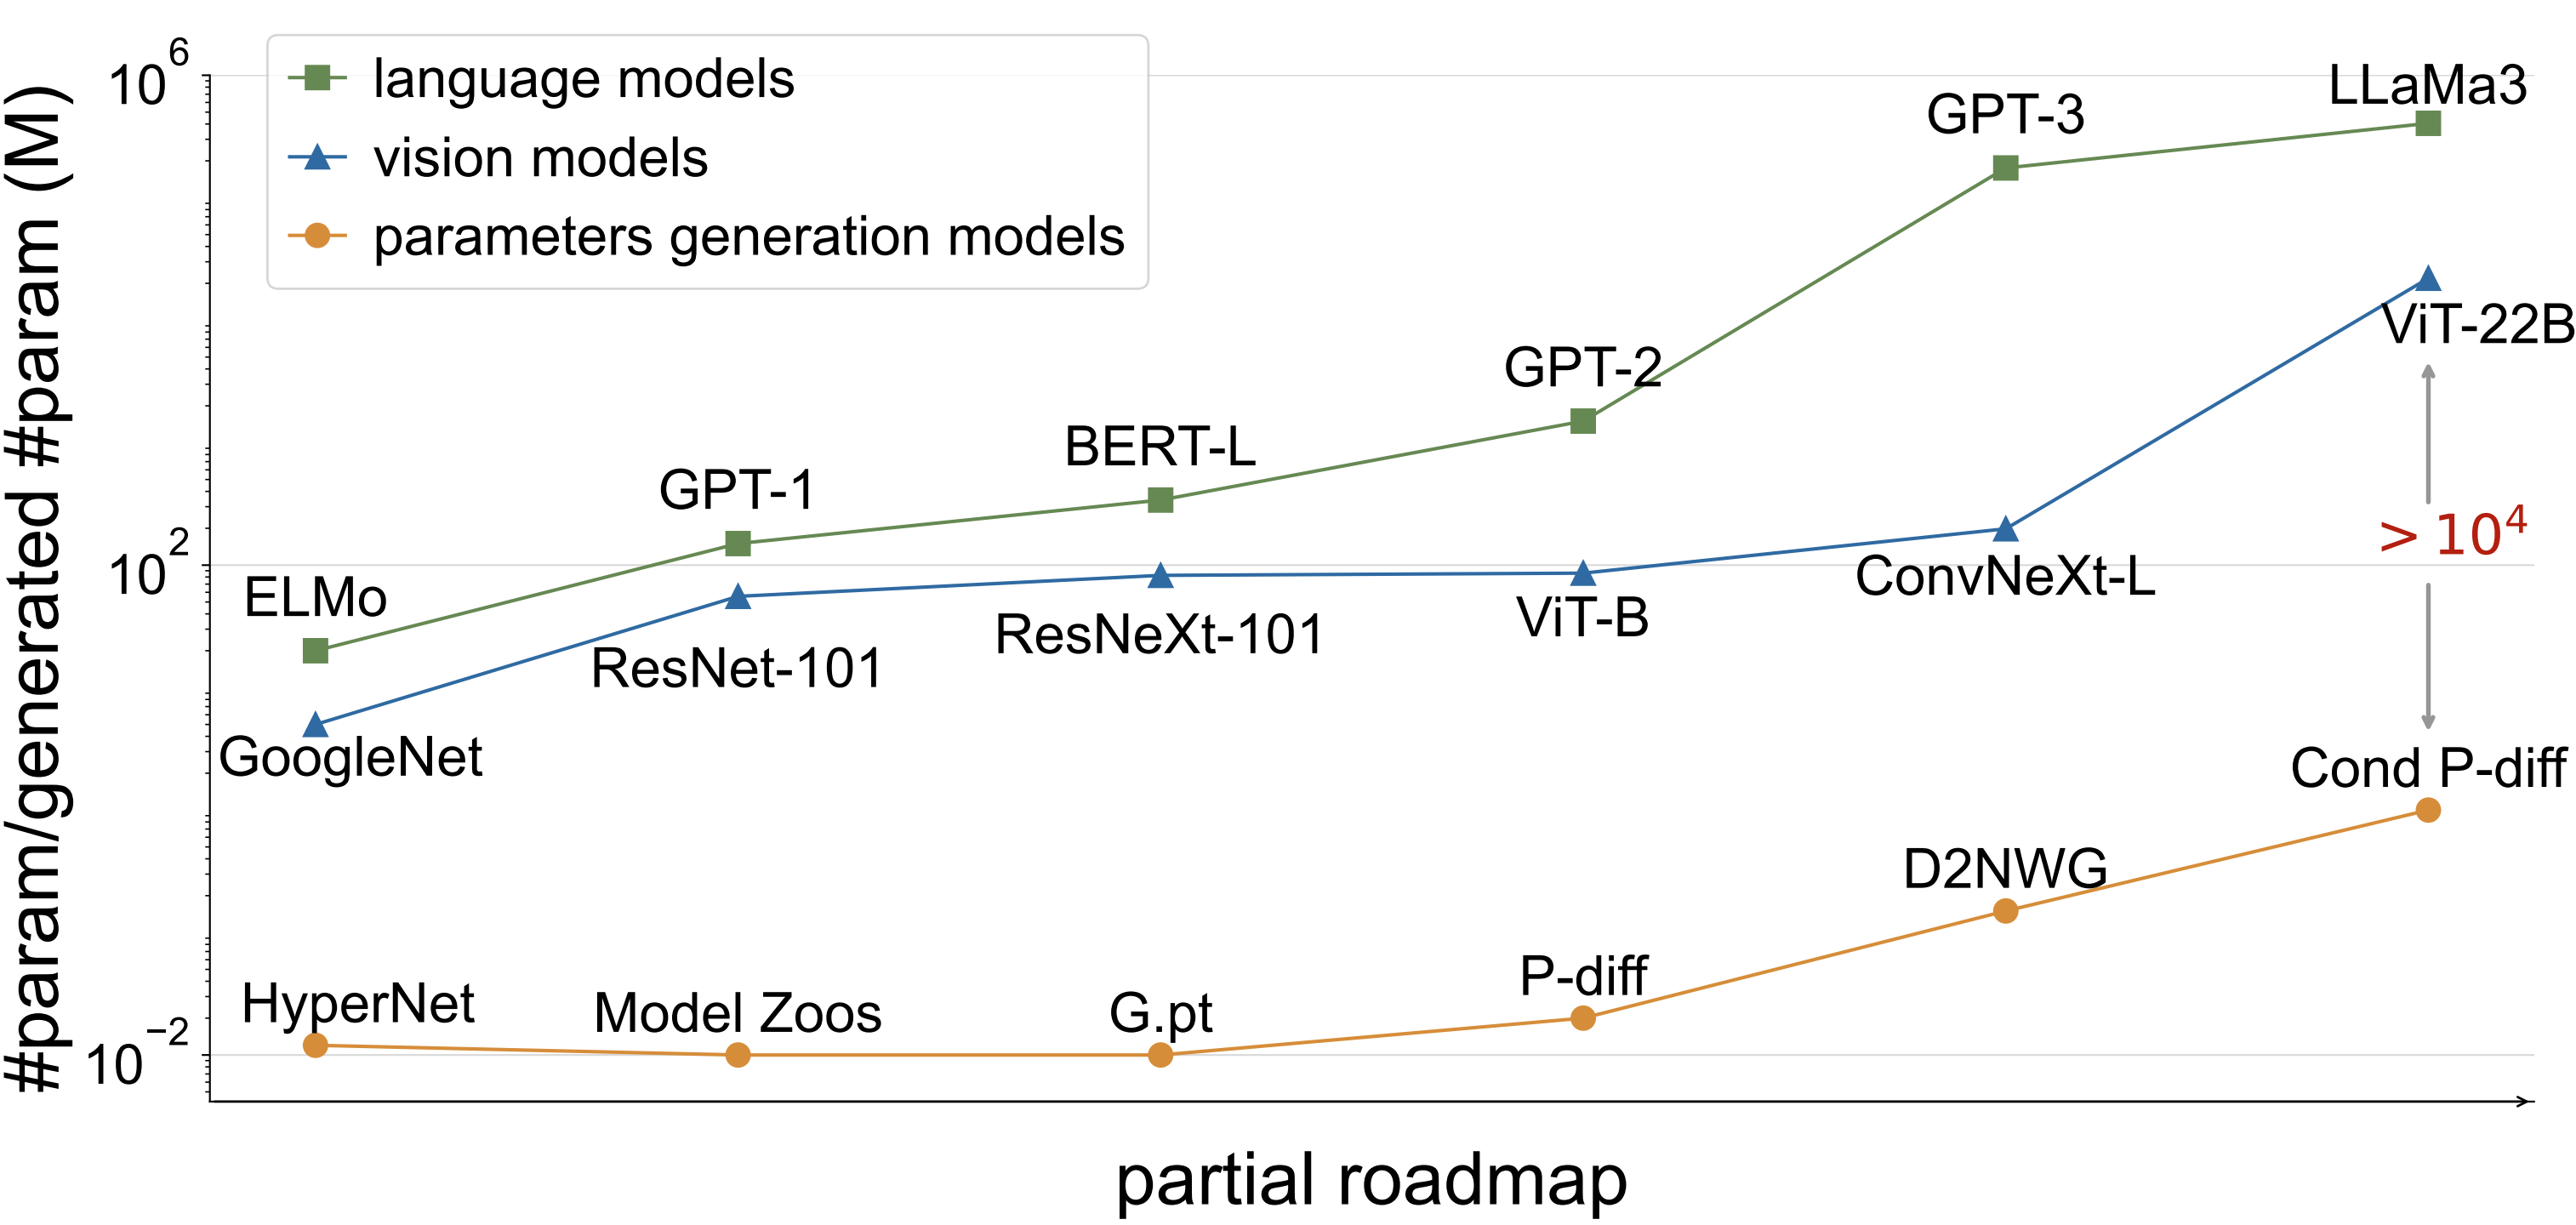 #param/generated #param (M)
10^6
10^2
10^−2
language models
vision models
parameters generation models
LLaMa3
GPT-3
ViT-22B
GPT-2
BERT-L
GPT-1
> 10^4
ELMo
ConvNeXt-L
ViT-B
ResNeXt-101
ResNet-101
GoogleNet
Cond P-diff
D2NWG
P-diff
G.pt
Model Zoos
HyperNet
partial roadmap